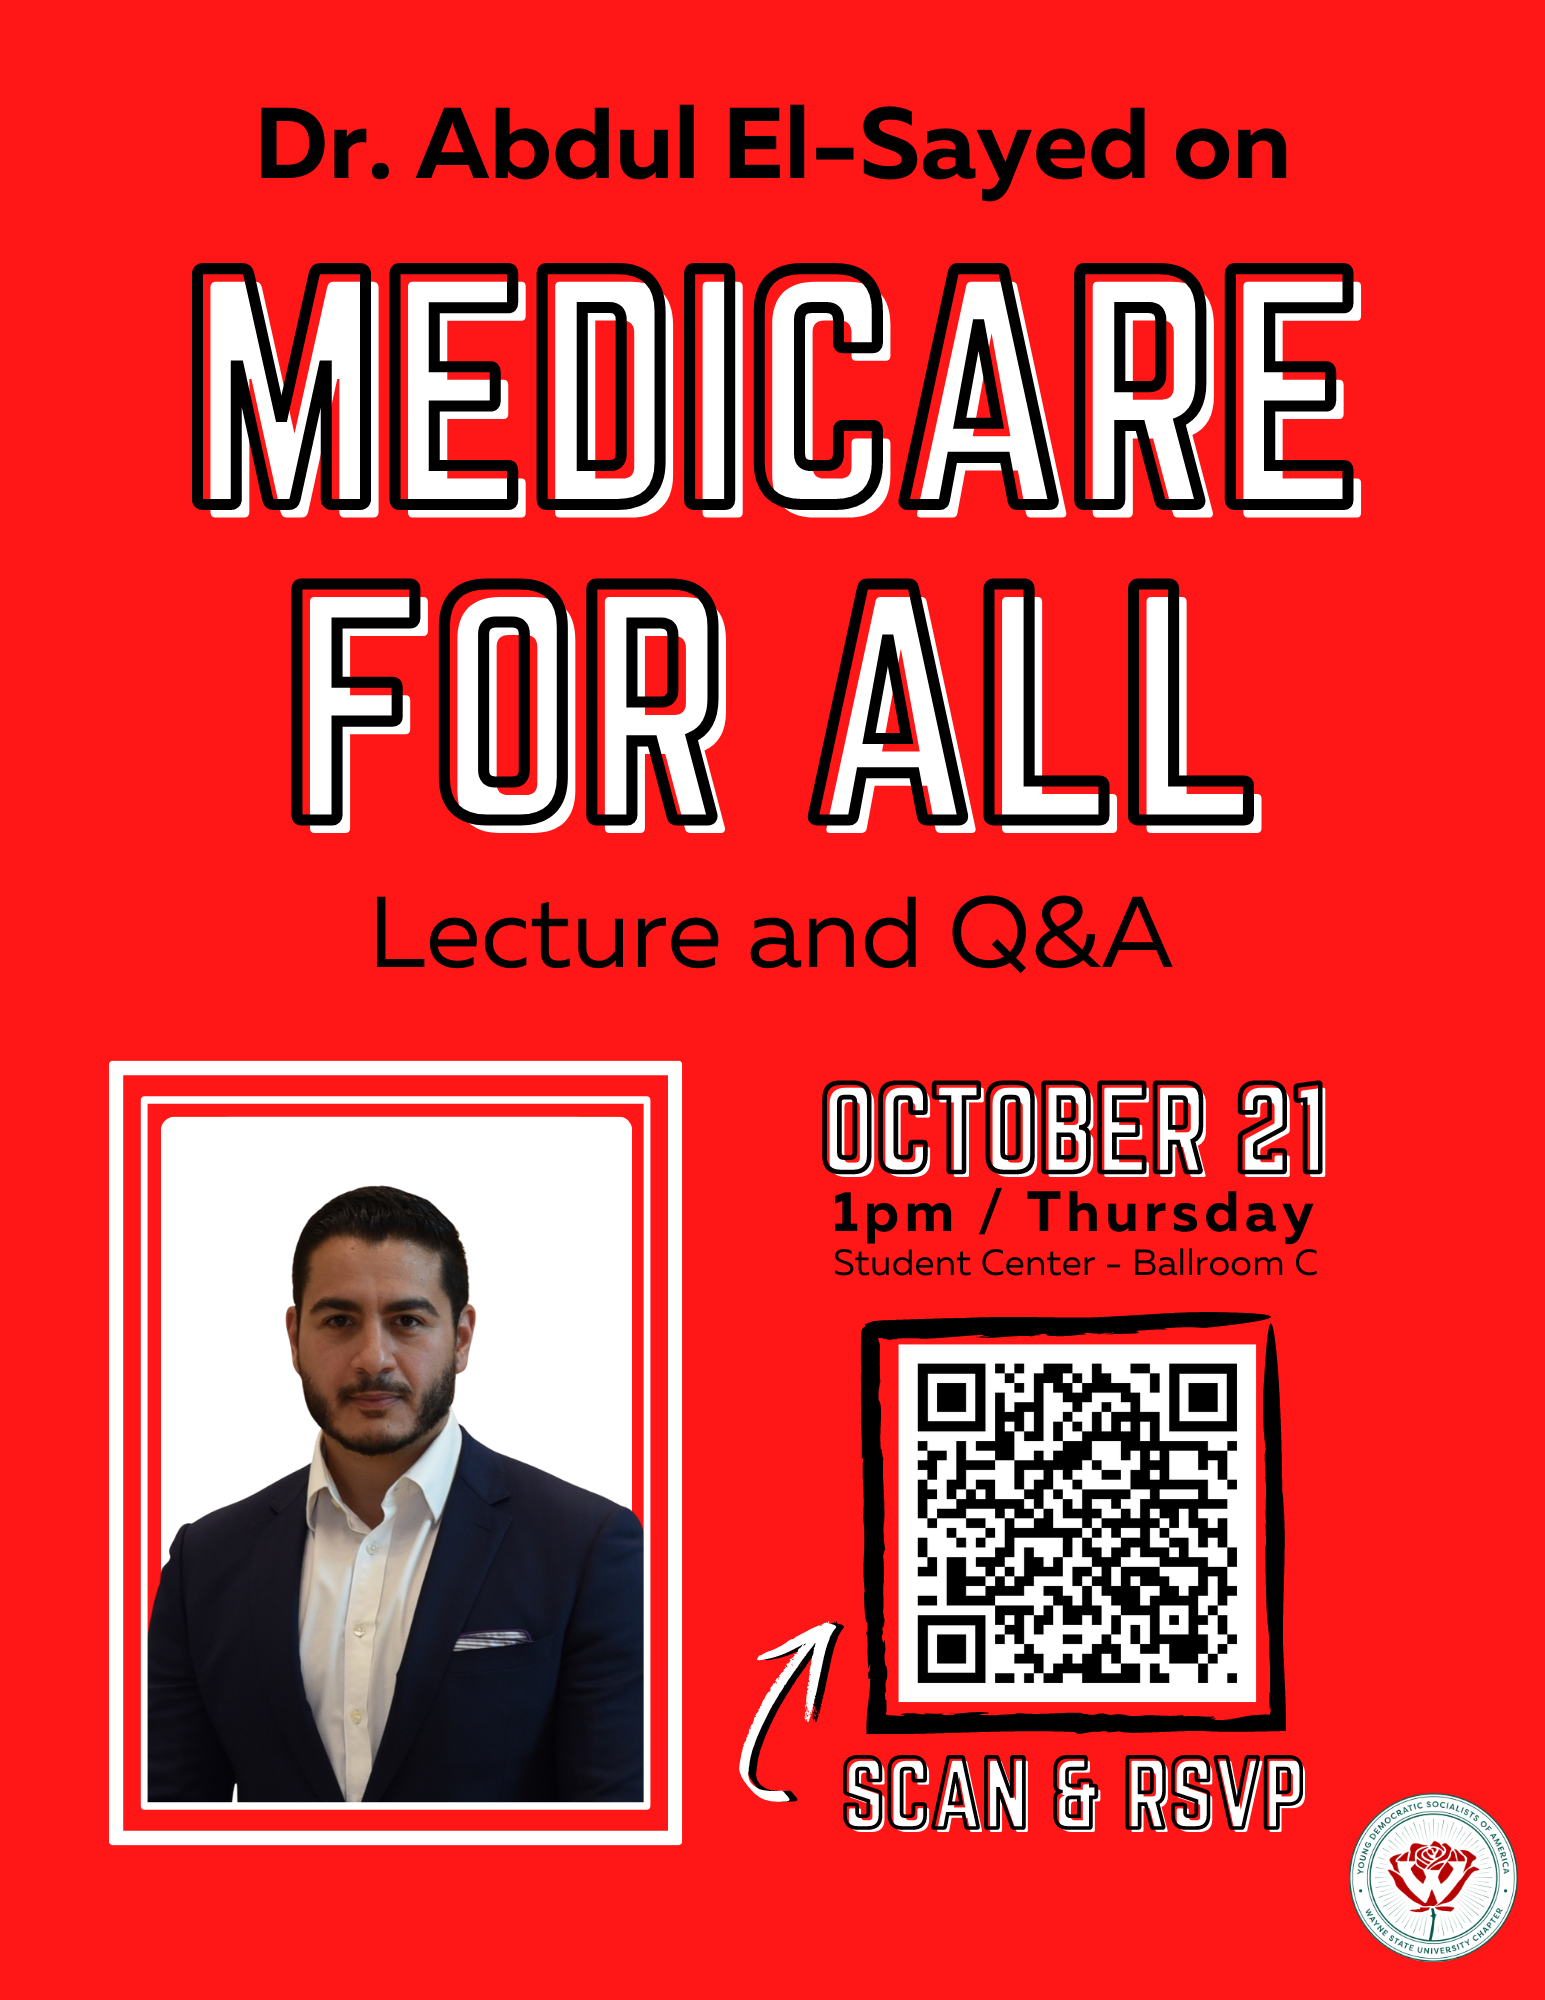 Dr. Abdul El-Sayed on
MEDICARE
FOR ALL
Lecture and Q&A
OCTOBER 21
1pm / Thursday
Student Center - Ballroom C
SCAN & RSVP
YOUNG DEMOCRATIC SOCIALISTS OF AMERICA
WAYNE STATE UNIVERSITY CHAPTER